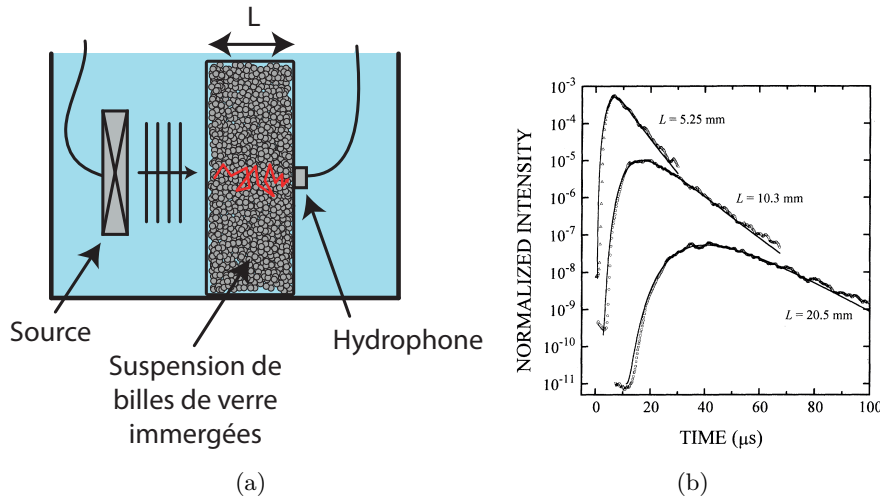 L
Source
Suspension de
billes de verre
immergées
Hydrophone
(a)
NORMALIZED INTENSITY
10⁻³
10⁻⁴
10⁻⁵
10⁻⁶
10⁻⁷
10⁻⁸
10⁻⁹
10⁻¹⁰
10⁻¹¹
L = 5.25 mm
L = 10.3 mm
L = 20.5 mm
0 20 40 60 80 100
TIME (μs)
(b)